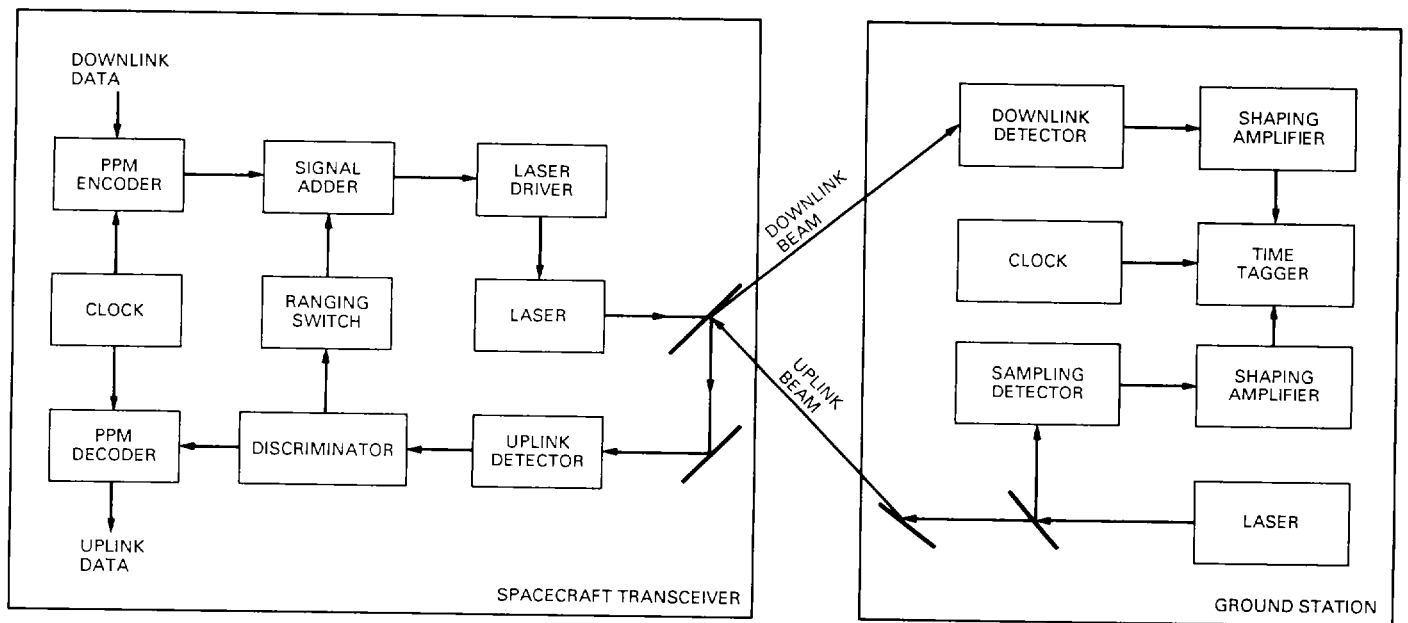 DOWNLINK
DATA
PPM
ENCODER
SIGNAL
ADDER
LASER
DRIVER
CLOCK
RANGING
SWITCH
LASER
PPM
DECODER
DISCRIMINATOR
UPLINK
DETECTOR
UPLINK
DATA
SPACECRAFT TRANSCEIVER
DOWNLINK
BEAM
UPLINK
BEAM
DOWNLINK
DETECTOR
SHAPING
AMPLIFIER
CLOCK
TIME
TAGGER
SAMPLING
DETECTOR
SHAPING
AMPLIFIER
LASER
GROUND STATION